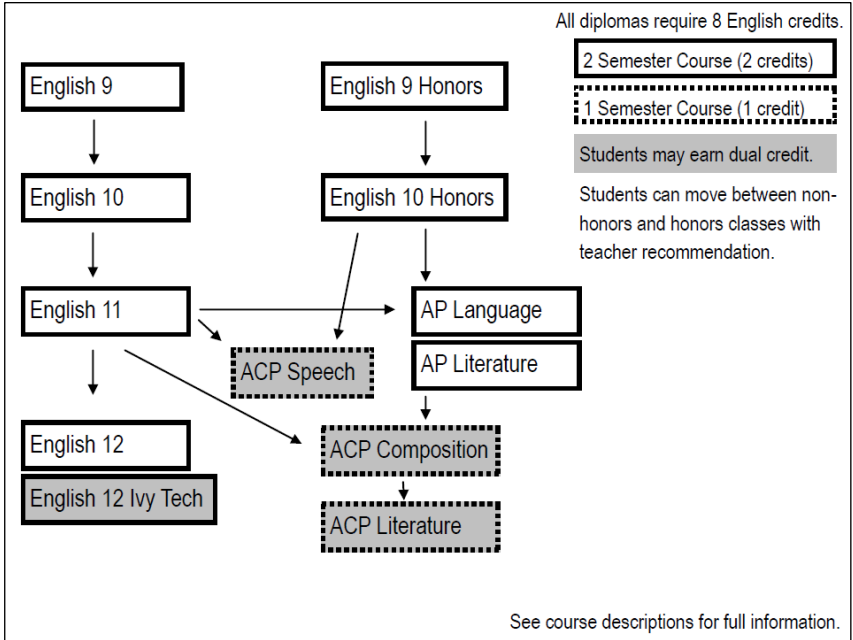 All diplomas require 8 English credits.
2 Semester Course (2 credits)
1 Semester Course (1 credit)
Students may earn dual credit.
Students can move between non-
honors and honors classes with
teacher recommendation.
English 9
English 9 Honors
English 10
English 10 Honors
English 11
AP Language
AP Literature
ACP Speech
English 12
ACP Composition
English 12 Ivy Tech
ACP Literature
See course descriptions for full information.